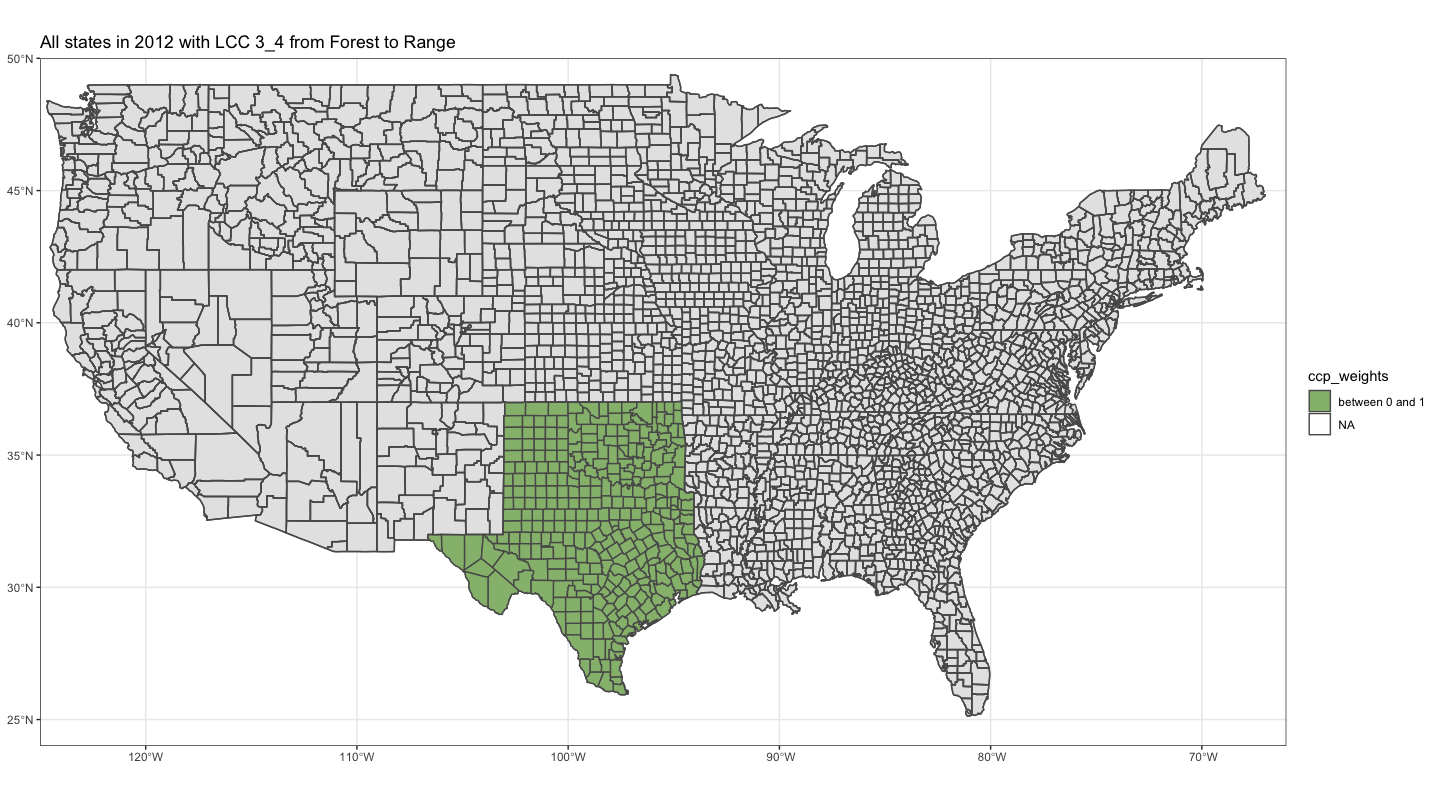 All states in 2012 with LCC 3_4 from Forest to Range
50°N
45°N
40°N
35°N
30°N
25°N
120°W
110°W
100°W
90°W
80°W
70°W
ccp_weights
between 0 and 1
NA